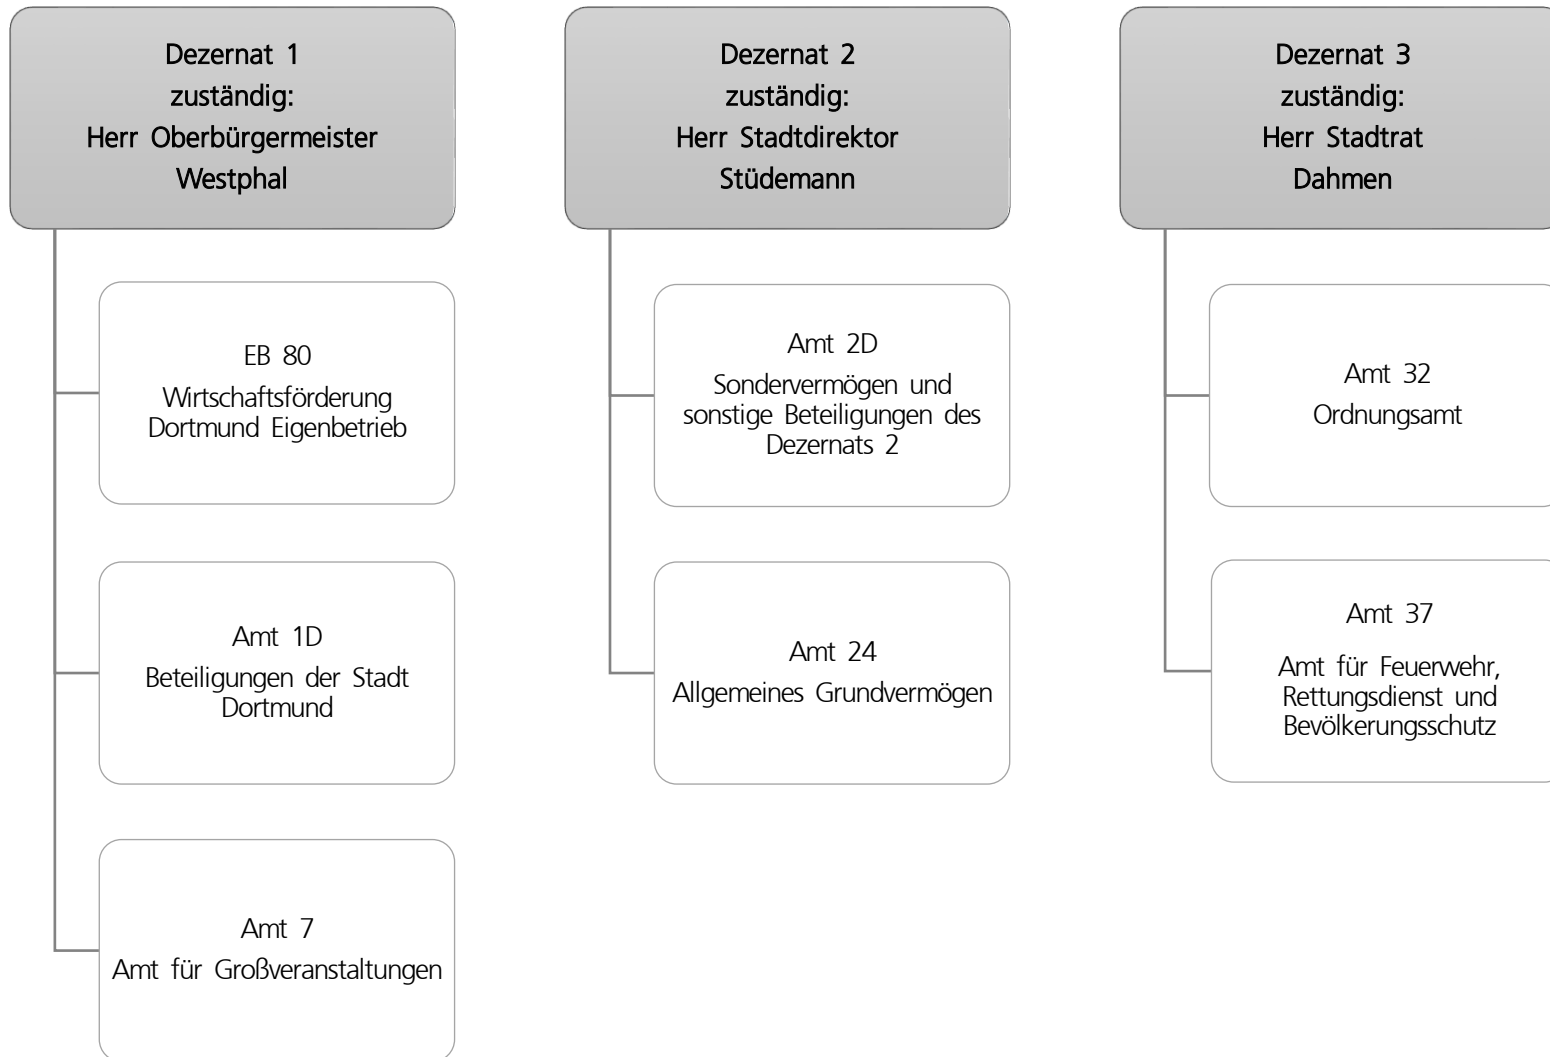 Dezernat 1
zuständig:
Herr Oberbürgermeister
Westphal
EB 80
Wirtschaftsförderung
Dortmund Eigenbetrieb
Amt 1D
Beteiligungen der Stadt
Dortmund
Amt 7
Amt für Großveranstaltungen
Dezernat 2
zuständig:
Herr Stadtdirektor
Stüdemann
Amt 2D
Sondervermögen und
sonstige Beteiligungen des
Dezernats 2
Amt 24
Allgemeines Grundvermögen
Dezernat 3
zuständig:
Herr Stadtrat
Dahmen
Amt 32
Ordnungsamt
Amt 37
Amt für Feuerwehr,
Rettungsdienst und
Bevölkerungsschutz